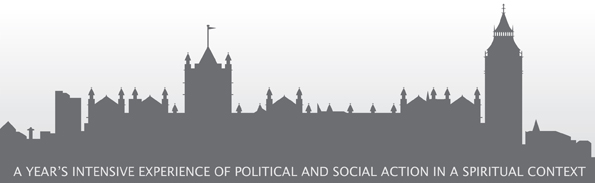 A YEAR'S INTENSIVE EXPERIENCE OF POLITICAL AND SOCIAL ACTION IN A SPIRITUAL CONTEXT